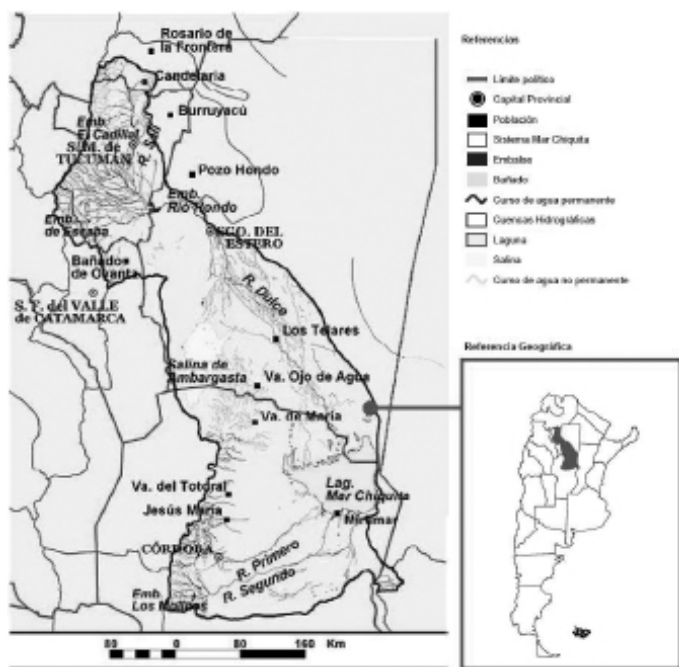 Rosario de
la Frontera
Candelaria
Burruyacú
Emb.
El Cadillal
S. M. de
TUCUMÁN
R. Salí
Pozo Hondo
Emb.
Río Hondo
Emb.
de Escaba
SGO. DEL
ESTERO
Bañado
de Ovanta
R. Dulce
S. F. del VALLE
de CATAMARCA
Los Telares
Salina de
Ambargasta
Va. Ojo de Agua
Va. de María
Va. del Totoral
Lag.
Mar Chiquita
Jesús María
Miramar
CÓRDOBA
R. Primero
R. Segundo
Emb.
Los Molinos
80 0 80 160 Km
Referencias
Límite política
Capital Provincial
Población
Sistema Mar Chiquita
Embalse
Bañado
Curso de agua permanente
Cuencas Hidrográficas
Laguna
Salina
Curso de agua no permanente
Referencia Geográfica